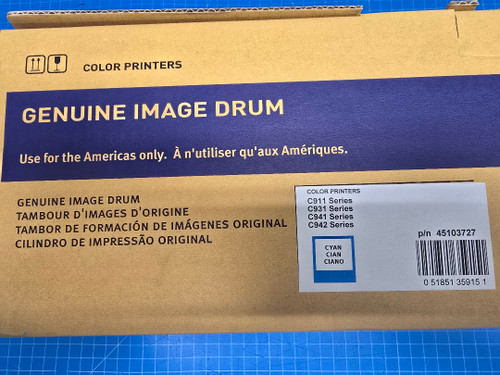 COLOR PRINTERS
GENUINE IMAGE DRUM
Use for the Americas only. À n'utiliser qu'aux Amériques.
GENUINE IMAGE DRUM
TAMBOUR D'IMAGES D'ORIGINE
TAMBOR DE FORMACIÓN DE IMÁGENES ORIGINAL
CILINDRO DE IMPRESSÃO ORIGINAL
COLOR PRINTERS
C911 Series
C931 Series
C941 Series
C942 Series
CYAN
CIAN
CIANO
p/n 45103727
0 51851 35915 1